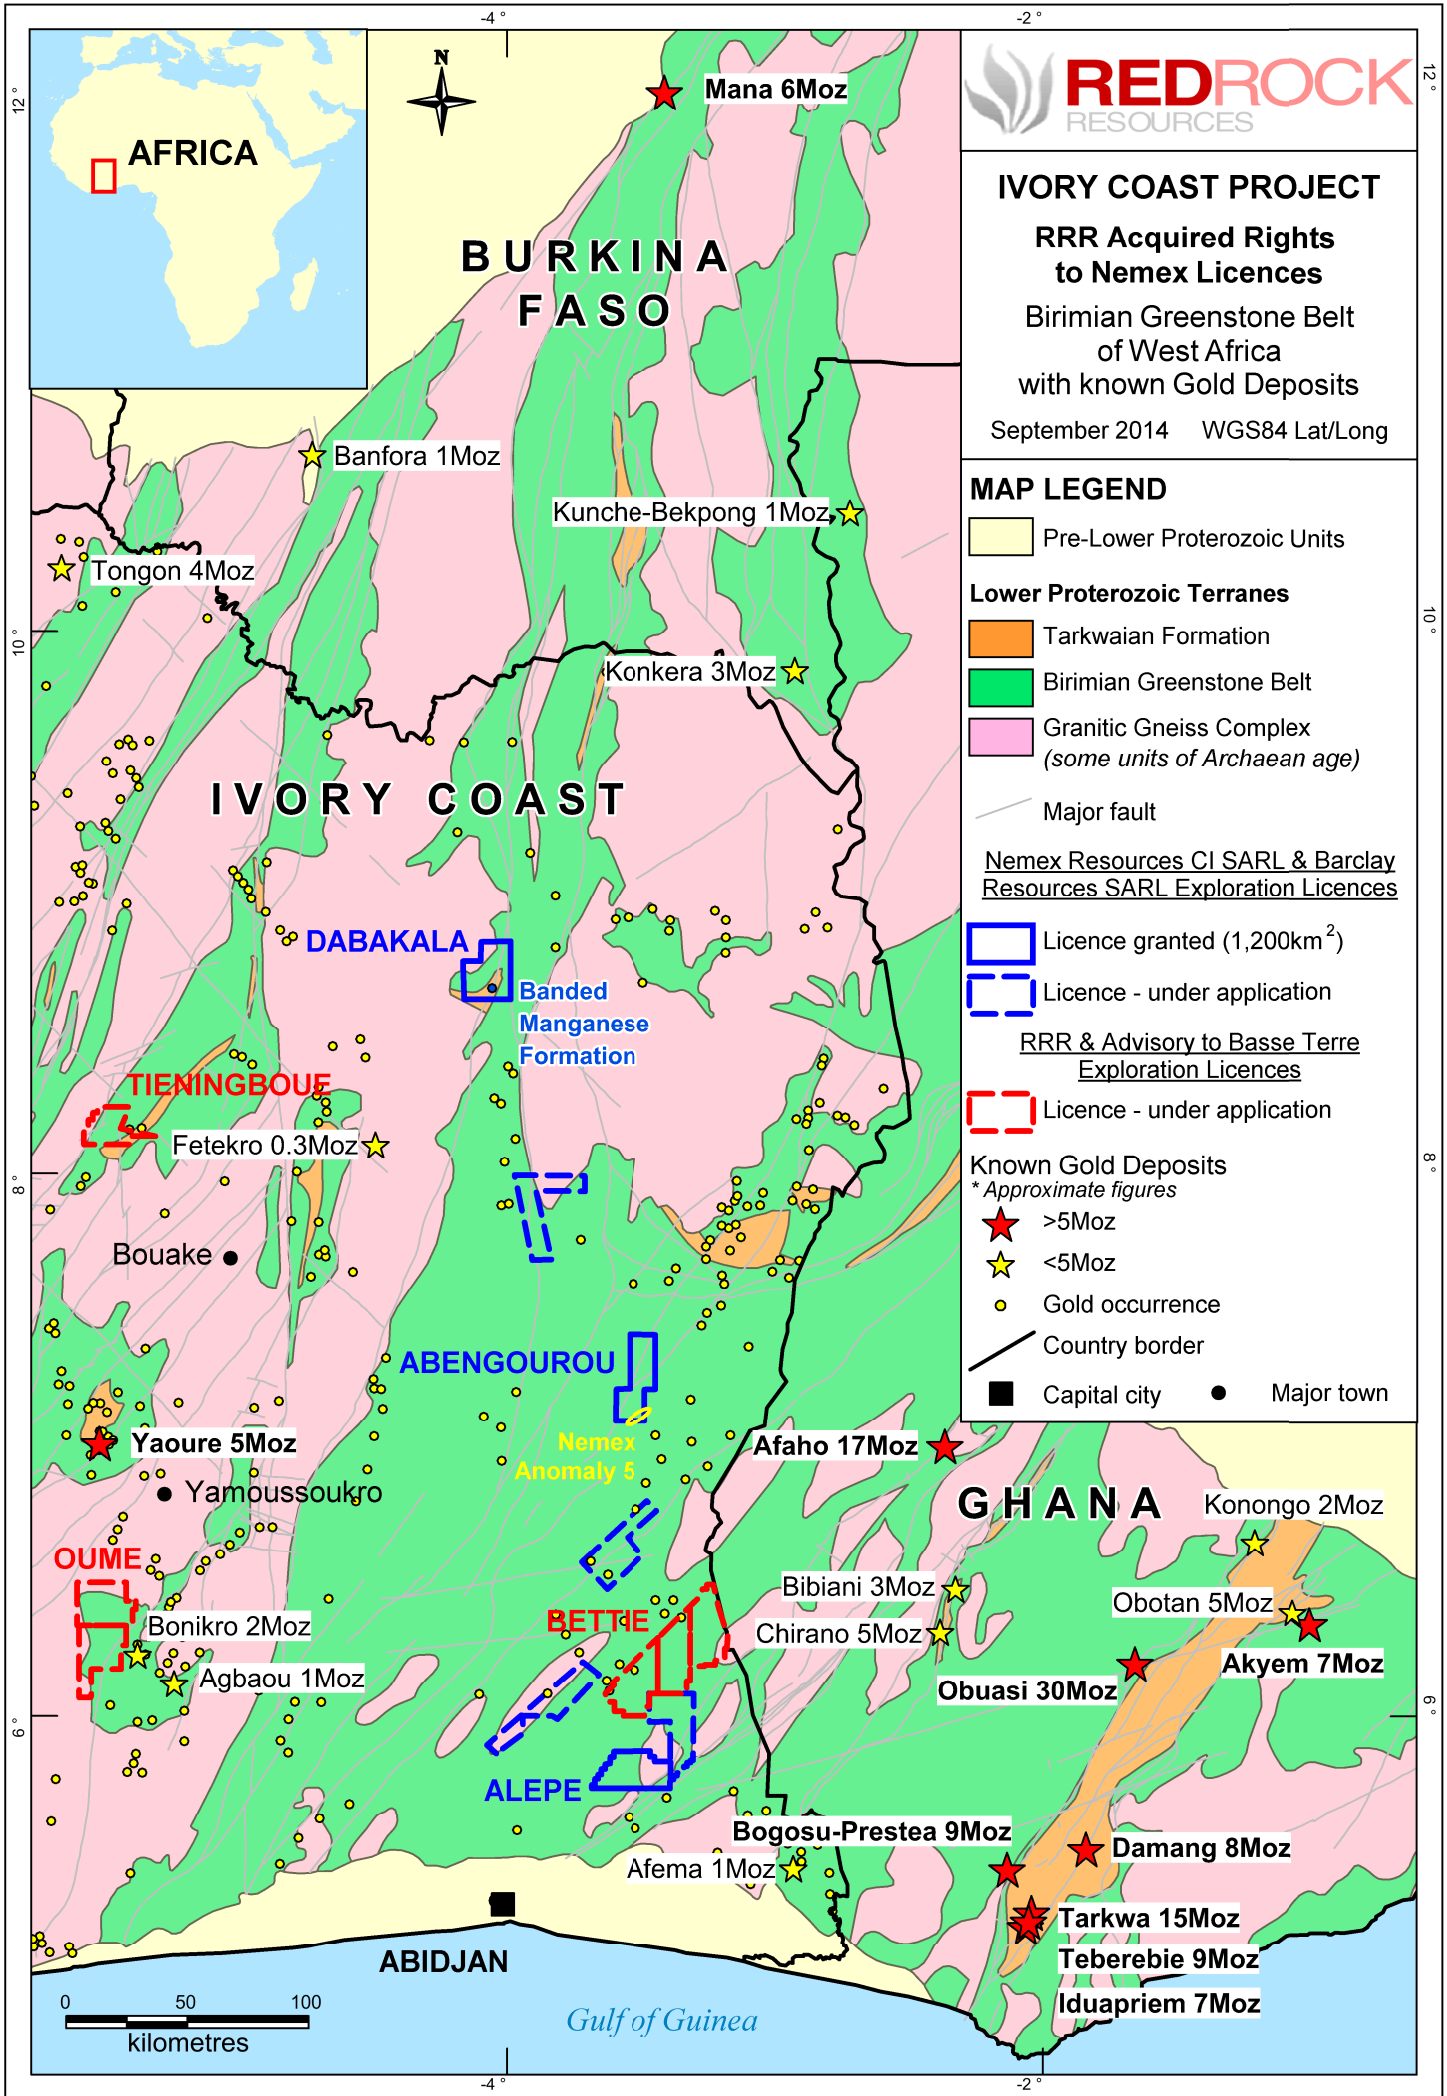 -4 °
-2 °
12°
12°
N
AFRICA
Mana 6Moz
REDROCK
RESOURCES
IVORY COAST PROJECT
RRR Acquired Rights
to Nemex Licences
Birimian Greenstone Belt
of West Africa
with known Gold Deposits
September 2014 WGS84 Lat/Long
BURKINA
FASO
Banfora 1Moz
Kunche-Bekpong 1Moz
Tongon 4Moz
10°
10°
Konkera 3Moz
IVORY COAST
MAP LEGEND
Pre-Lower Proterozoic Units
Lower Proterozoic Terranes
Tarkwaian Formation
Birimian Greenstone Belt
Granitic Gneiss Complex
(some units of Archaean age)
Major fault
Nemex Resources CI SARL & Barclay
Resources SARL Exploration Licences
Licence granted (1,200km2)
Licence - under application
RRR & Advisory to Basse Terre
Exploration Licences
Licence - under application
Known Gold Deposits
* Approximate figures
>5Moz
<5Moz
Gold occurrence
Country border
Capital city
Major town
DABAKALA
Banded
Manganese
Formation
TIENINGBOUE
Fetekro 0.3Moz
8°
8°
Bouake
ABENGOUROU
Nemex
Anomaly 5
Yaoure 5Moz
Yamoussoukro
Afaho 17Moz
GHANA
Konongo 2Moz
OUME
Bonikro 2Moz
Agbaou 1Moz
BETTIE
Bibiani 3Moz
Chirano 5Moz
Obotan 5Moz
Akyem 7Moz
Obuasi 30Moz
6°
6°
ALEPE
Bogosu-Prestea 9Moz
Afema 1Moz
Damang 8Moz
Tarkwa 15Moz
Teberebie 9Moz
Iduapriem 7Moz
ABIDJAN
Gulf of Guinea
0 50 100
kilometres
-4 °
-2 °